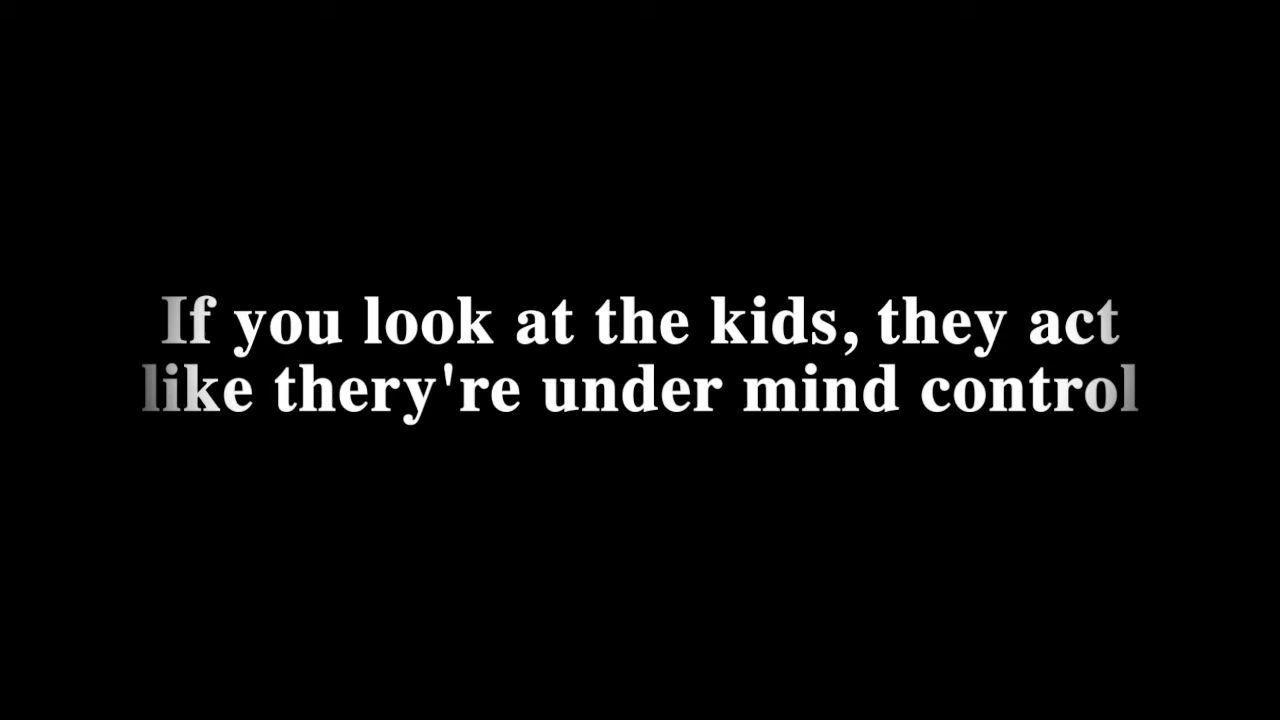 If you look at the kids, they act
like thery're under mind control